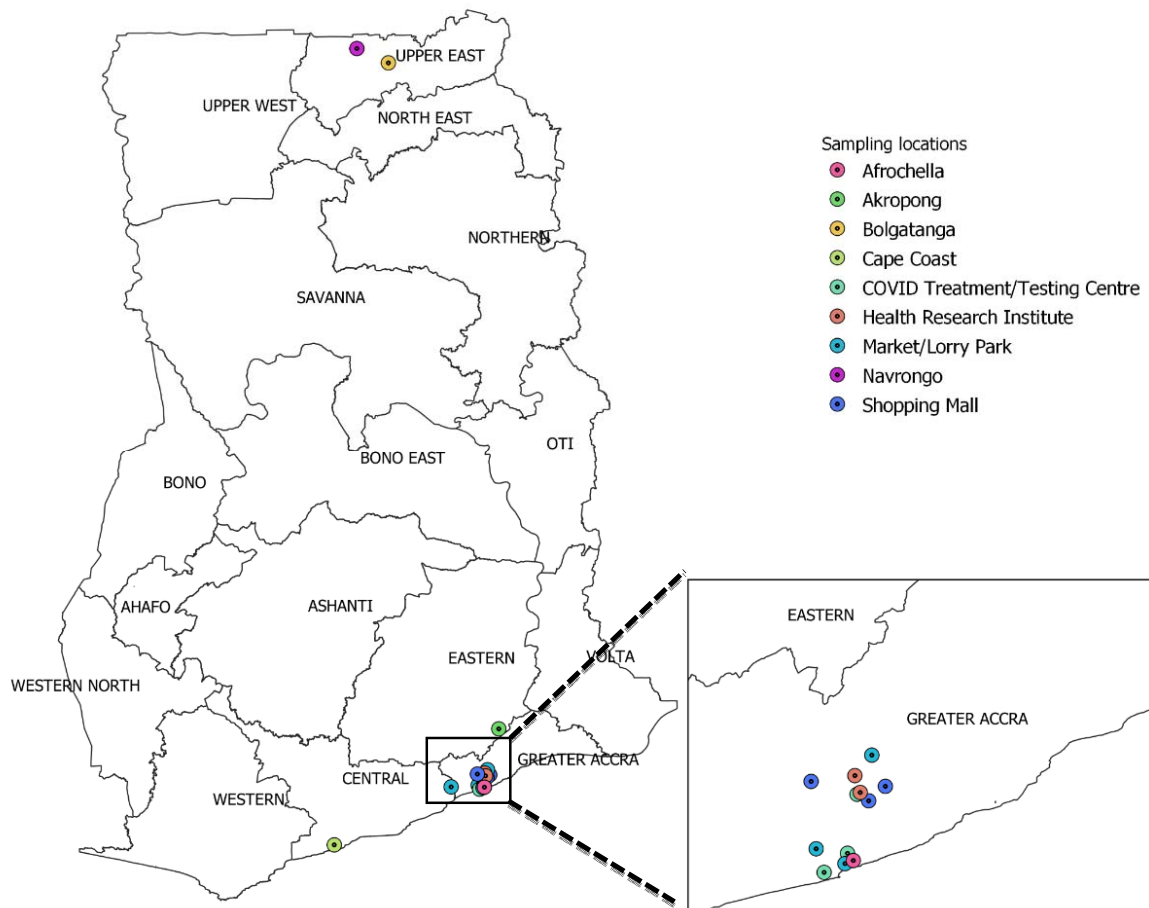 UPPER EAST
UPPER WEST
NORTH EAST
NORTHERN
SAVANNA
OTI
BONO EAST
BONO
AHAFO
ASHANTI
EASTERN
VOLTA
WESTERN NORTH
GREATER ACCRA
CENTRAL
WESTERN
Sampling locations
Afrochella
Akropong
Bolgatanga
Cape Coast
COVID Treatment/Testing Centre
Health Research Institute
Market/Lorry Park
Navrongo
Shopping Mall
EASTERN
GREATER ACCRA